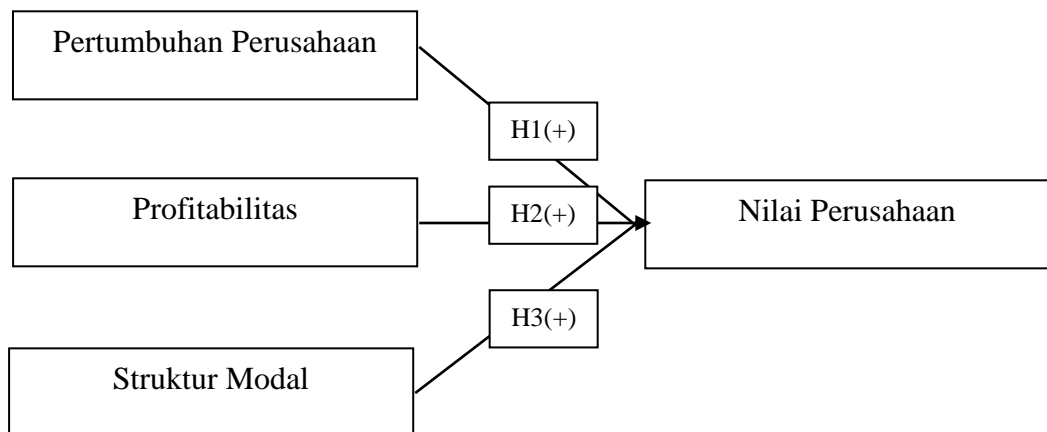 Pertumbuhan Perusahaan
H1(+)
Profitabilitas
H2(+)
Nilai Perusahaan
H3(+)
Struktur Modal